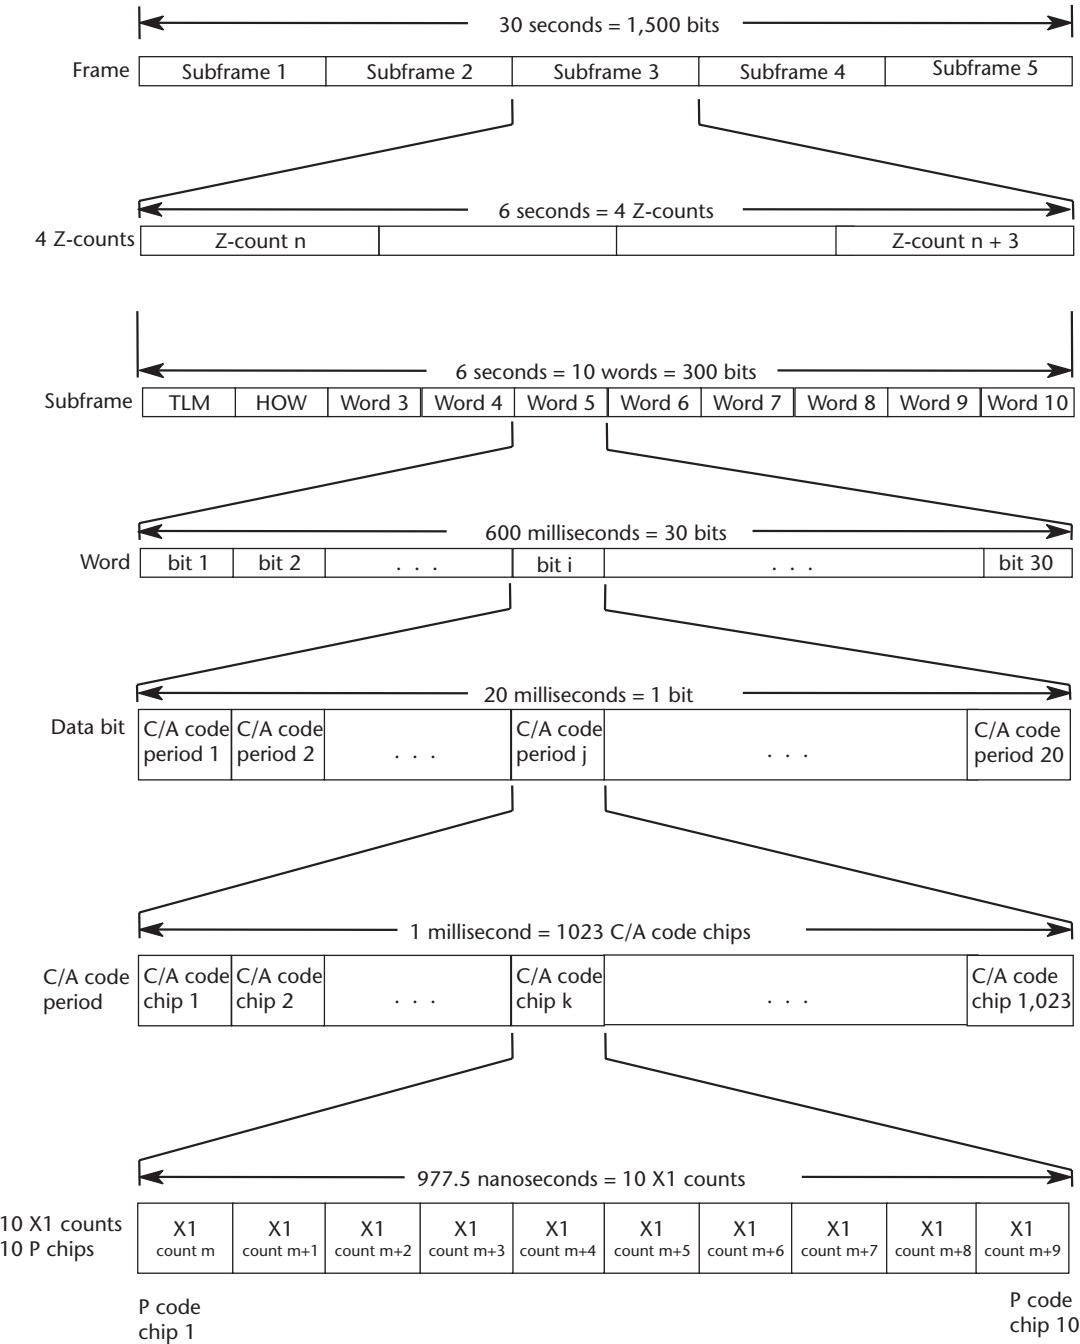 30 seconds = 1,500 bits
Frame Subframe 1 Subframe 2 Subframe 3 Subframe 4 Subframe 5
6 seconds = 4 Z-counts
4 Z-counts Z-count n Z-count n + 3
6 seconds = 10 words = 300 bits
Subframe TLM HOW Word 3 Word 4 Word 5 Word 6 Word 7 Word 8 Word 9 Word 10
600 milliseconds = 30 bits
Word bit 1 bit 2 . . . bit i . . . bit 30
20 milliseconds = 1 bit
Data bit C/A code C/A code C/A code C/A code
period 1 period 2 . . . period j . . . period 20
1 millisecond = 1023 C/A code chips
C/A code C/A code C/A code C/A code C/A code
period chip 1 chip 2 . . . chip k . . . chip 1,023
977.5 nanoseconds = 10 X1 counts
10 X1 counts X1 X1 X1 X1 X1 X1 X1 X1 X1 X1
10 P chips count m count m+1 count m+2 count m+3 count m+4 count m+5 count m+6 count m+7 count m+8 count m+9
P code P code
chip 1 chip 10